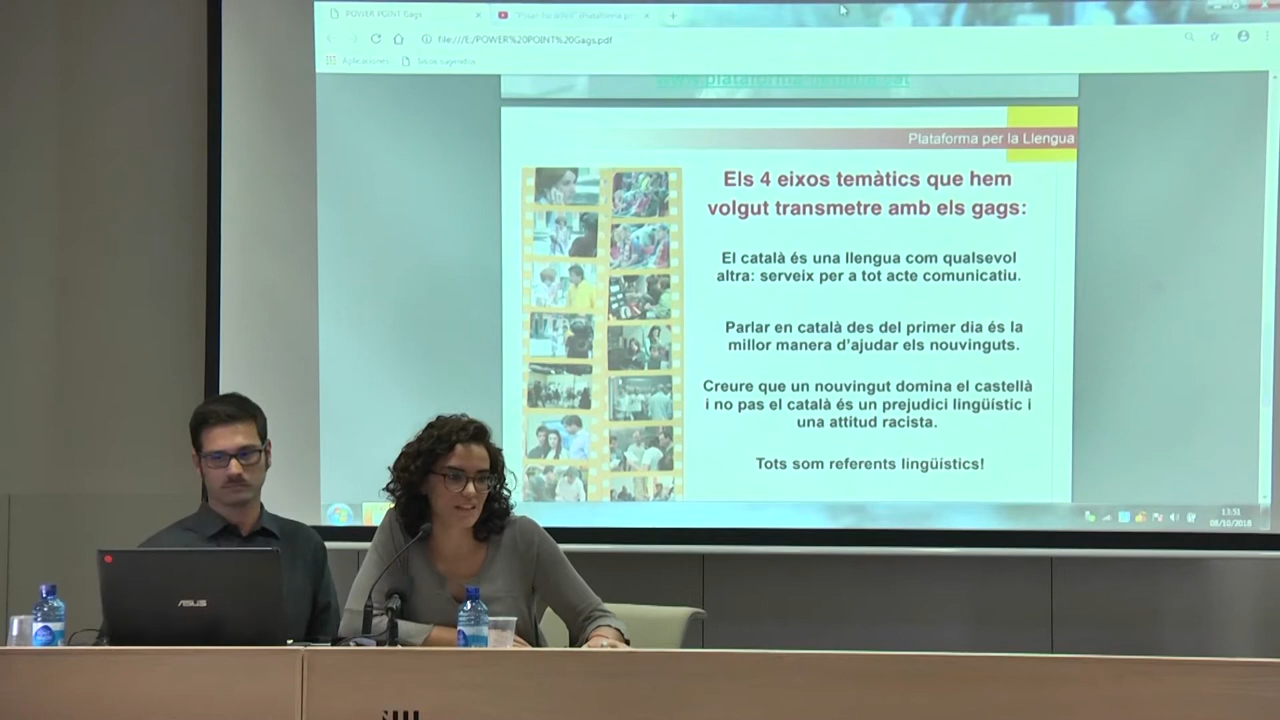 POWER POINT Gags
file:///E:/POWER%20POINT%20Gags.pdf
Aplicaciones
Sitios sugeridos
Plataforma per la Llengua
Els 4 eixos temàtics que hem
volgut transmetre amb els gags:
El català és una llengua com qualsevol
altra: serveix per a tot acte comunicatiu.
Parlar en català des del primer dia és la
millor manera d'ajudar els nouvinguts.
Creure que un nouvingut domina el castellà
i no pas el català és un prejudici lingüístic i
una attitud racista.
Tots som referents lingüístics!
13:31
08/10/2018
ASUS